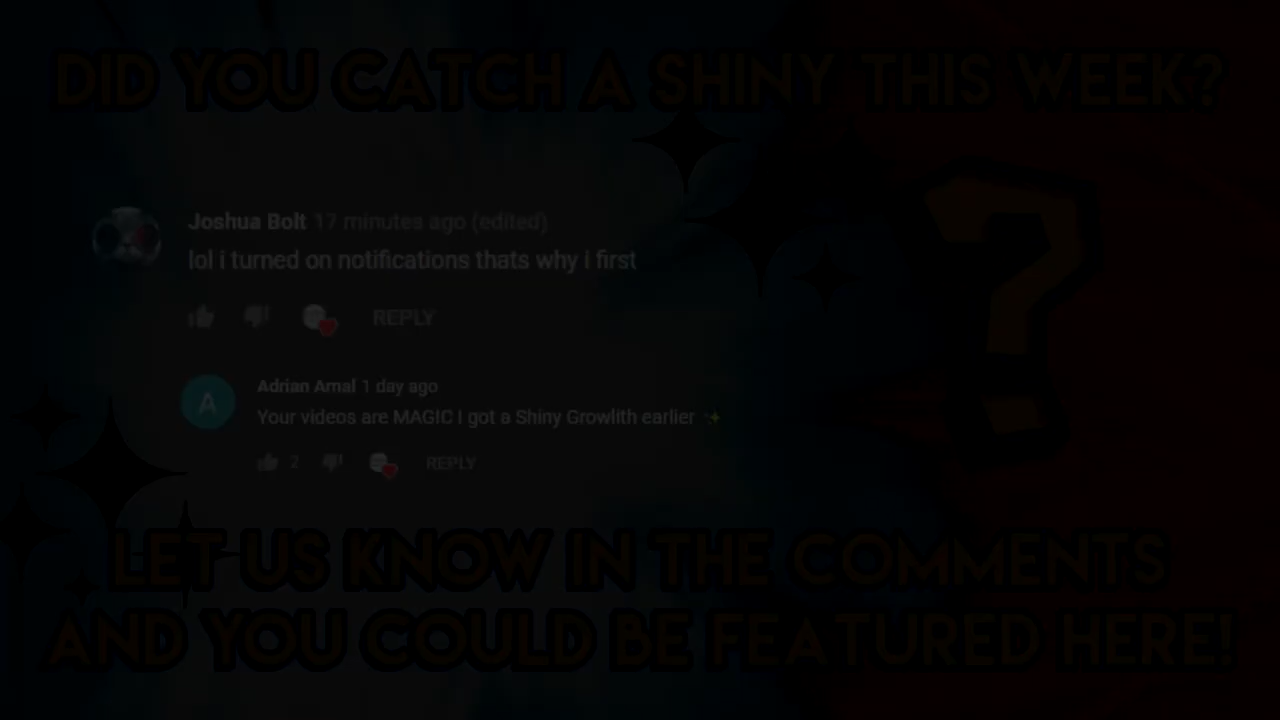 DID YOU CATCH A SHINY THIS WEEK?
Joshua Bolt 17 minutes ago (edited)
lol i turned on notifications thats why i first
REPLY
A
Adrian Amal 1 day ago
Your videos are MAGIC I got a Shiny Growlith earlier ✨
2 REPLY
?
LET US KNOW IN THE COMMENTS
AND YOU COULD BE FEATURED HERE!